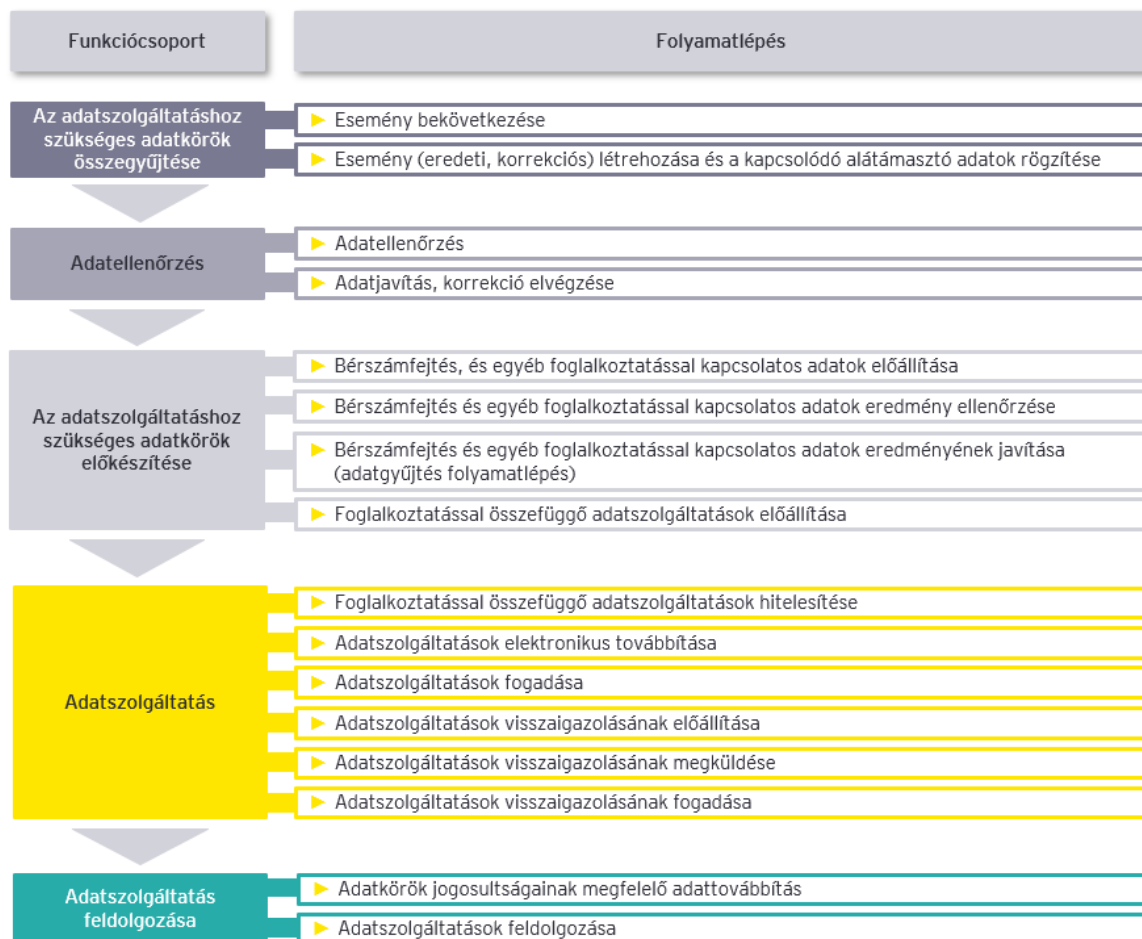 Funkciócsoport
Folyamatlépés
Az adatszolgáltatáshoz
szükséges adatkörök
összegyűjtése
Esemény bekövetkezése
Esemény (eredeti, korrekciós) létrehozása és a kapcsolódó alátámasztó adatok rögzítése
Adatellenőrzés
Adatellenőrzés
Adatjavítás, korrekció elvégzése
Az adatszolgáltatáshoz
szükséges adatkörök
előkészítése
Bérszámfejtés, és egyéb foglalkoztatással kapcsolatos adatok előállítása
Bérszámfejtés és egyéb foglalkoztatással kapcsolatos adatok eredmény ellenőrzése
Bérszámfejtés és egyéb foglalkoztatással kapcsolatos adatok eredményének javítása
(adatgyűjtés folyamatlépés)
Foglalkoztatással összefüggő adatszolgáltatások előállítása
Adatszolgáltatás
Foglalkoztatással összefüggő adatszolgáltatások hitelesítése
Adatszolgáltatások elektronikus továbbítása
Adatszolgáltatások fogadása
Adatszolgáltatások visszaigazolásának előállítása
Adatszolgáltatások visszaigazolásának megküldése
Adatszolgáltatások visszaigazolásának fogadása
Adatszolgáltatás
feldolgozása
Adatkörök jogosultságainak megfelelő adattovábbítás
Adatszolgáltatások feldolgozása